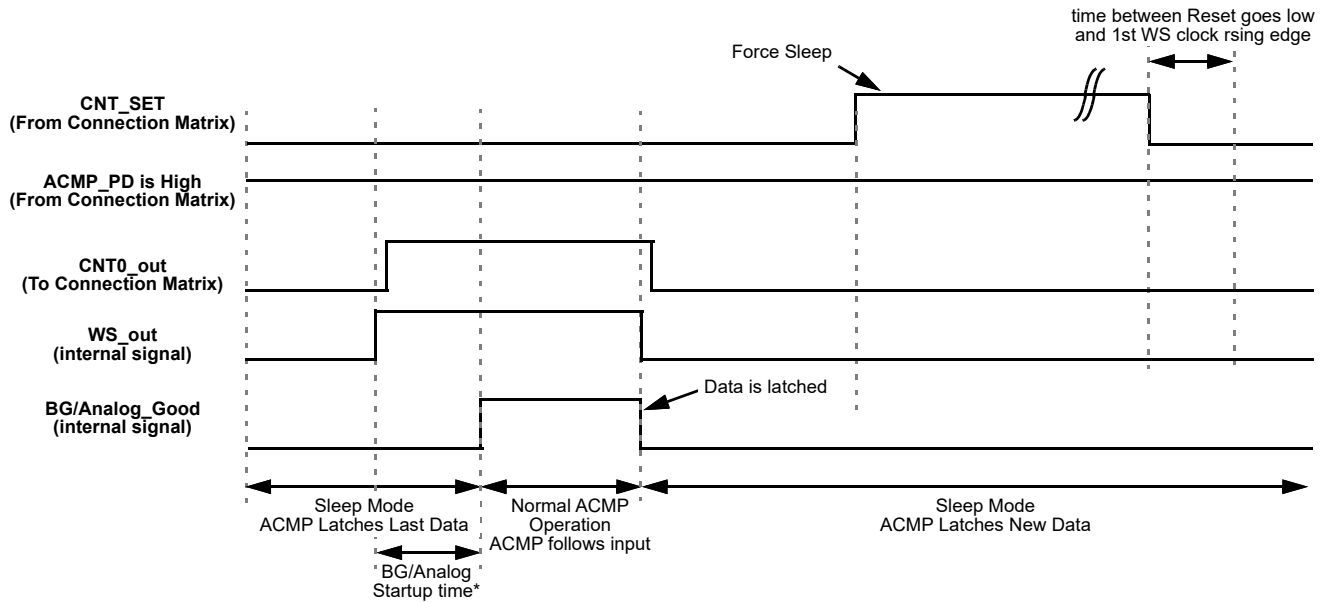 time between Reset goes low
and 1st WS clock rsing edge
Force Sleep
CNT_SET
(From Connection Matrix)
ACMP_PD is High
(From Connection Matrix)
CNT0_out
(To Connection Matrix)
WS_out
(internal signal)
Data is latched
BG/Analog_Good
(internal signal)
Sleep Mode
ACMP Latches Last Data
Normal ACMP
Operation
ACMP follows input
Sleep Mode
ACMP Latches New Data
BG/Analog
Startup time*